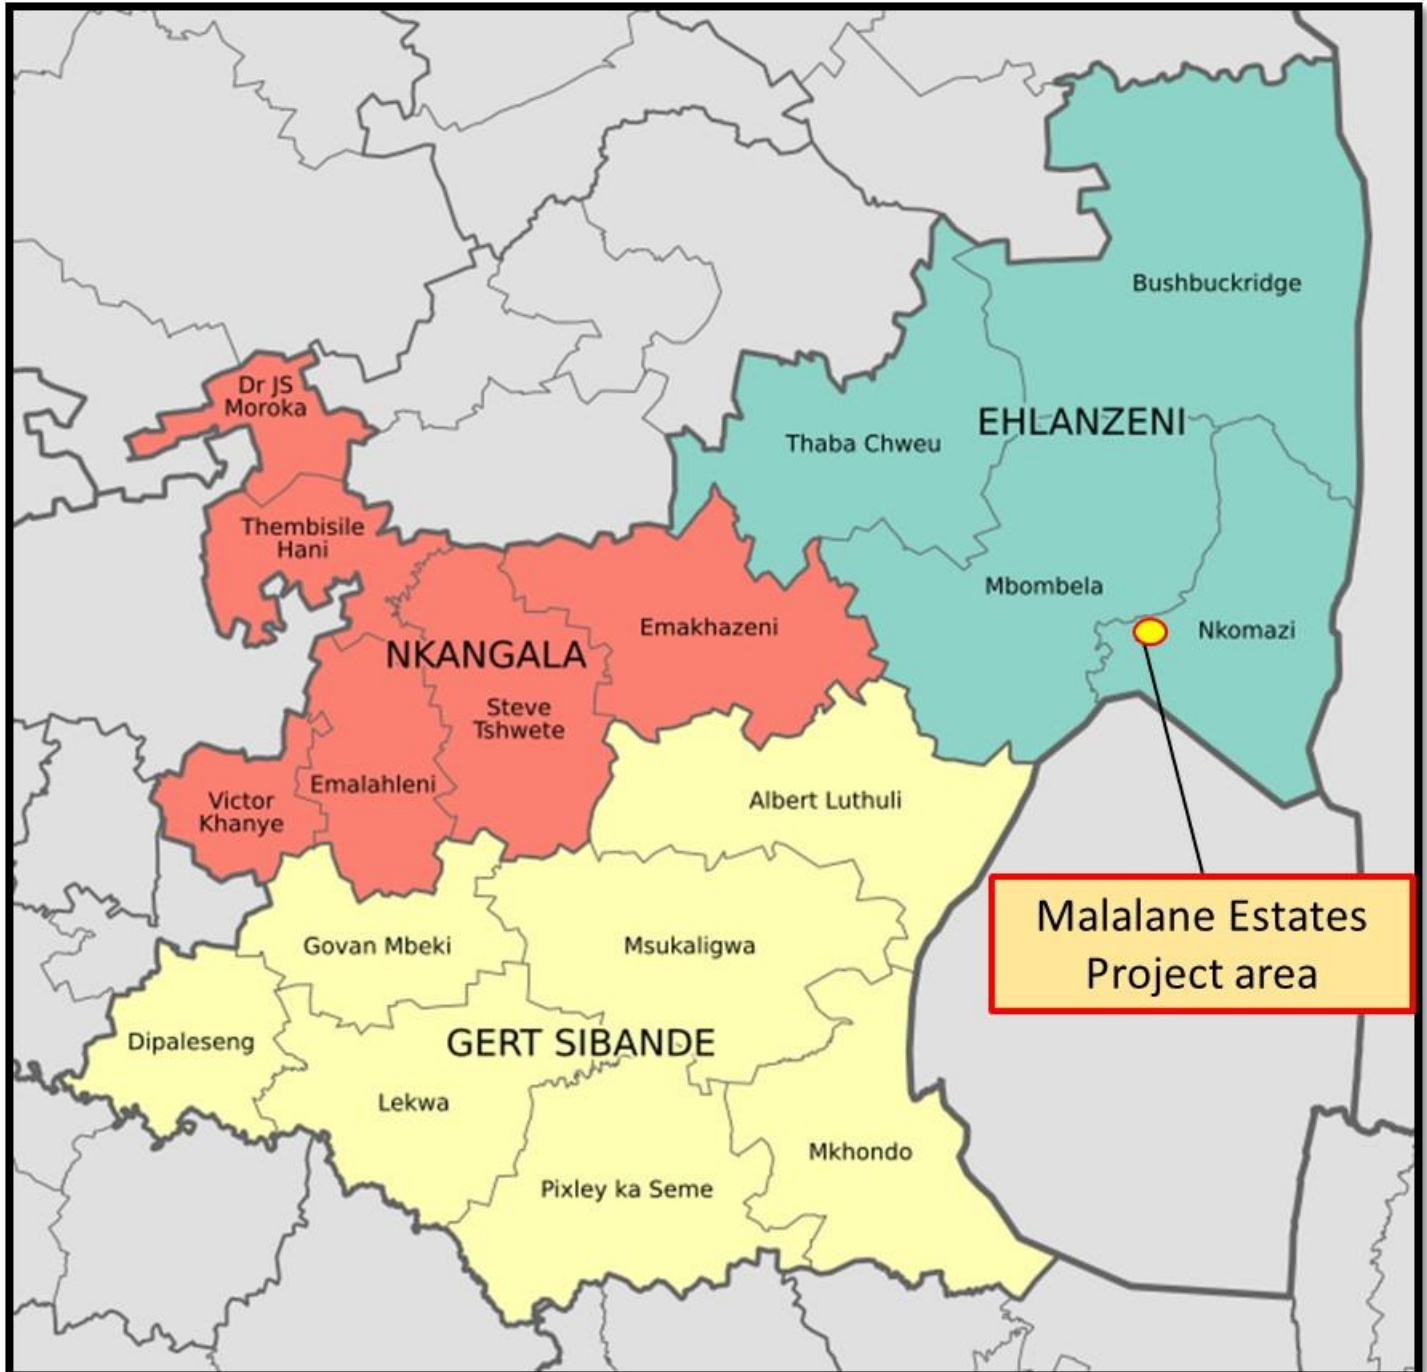 Bushbuckridge
Dr JS
Moroka
EHLANZENI
Thaba Chweu
Thembisile
Hani
Mbombela
Emakhazeni
Nkomazi
NKANGALA
Steve
Tshwete
Emalahleni
Victor
Khanye
Albert Luthuli
Malalane Estates
Project area
Govan Mbeki
Msukaligwa
Dipaleseng
GERT SIBANDE
Lekwa
Mkhondo
Pixley ka Seme